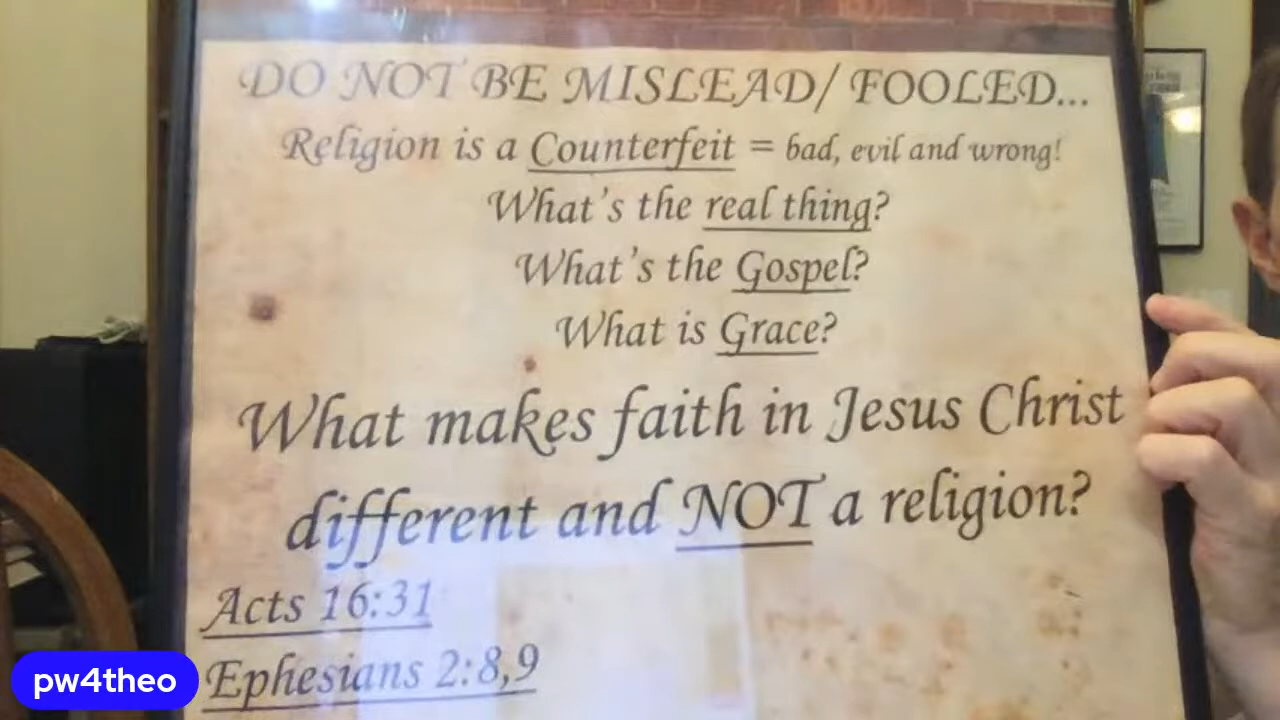 DO NOT BE MISLEAD/ FOOLED...
Religion is a Counterfeit = bad, evil and wrong!
What's the real thing?
What's the Gospel?
What is Grace?
What makes faith in Jesus Christ
different and NOT a religion?
Acts 16:31
Ephesians 2:8,9
pw4theo